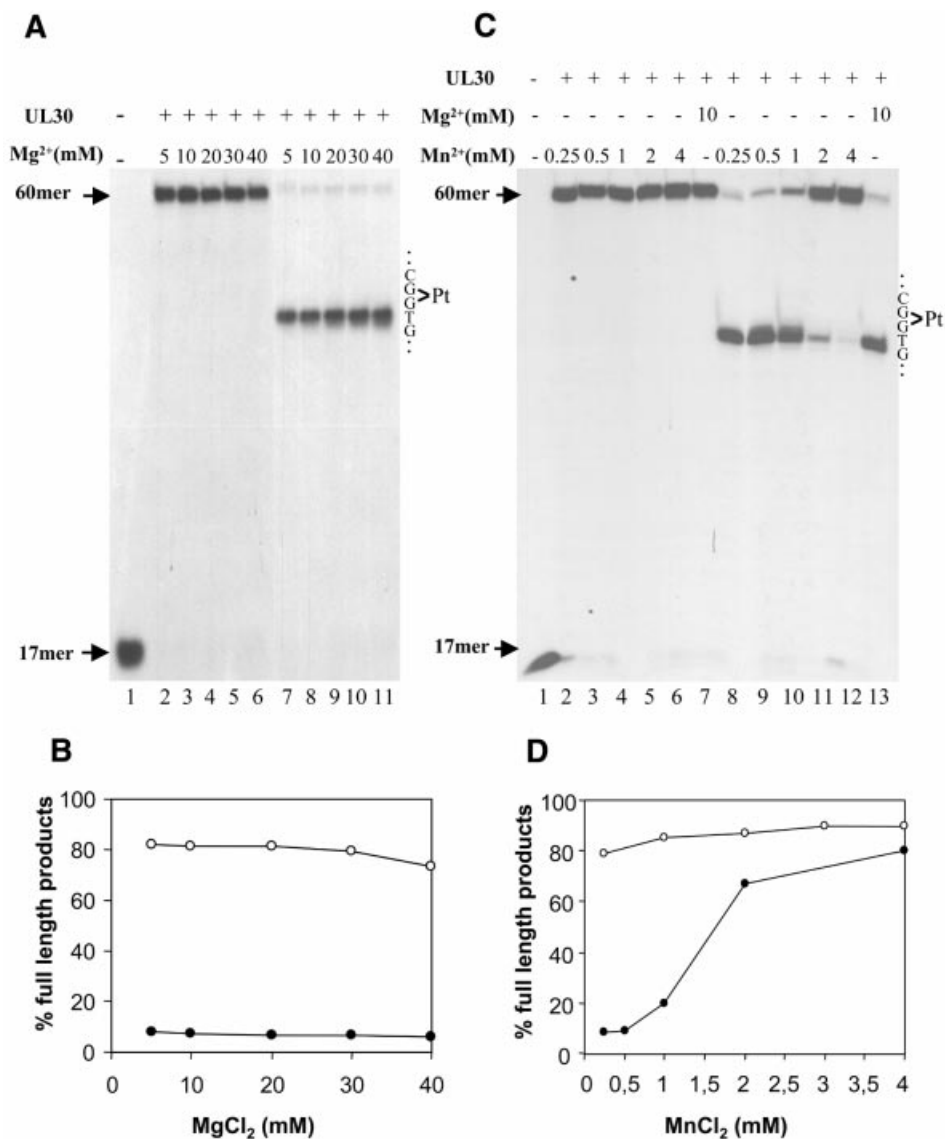 A
UL30 - + + + + + + + + + +
Mg²⁺(mM) - 5 10 20 30 40 5 10 20 30 40
60mer
. . C G G T G . . > Pt
17mer
1 2 3 4 5 6 7 8 9 10 11
C
UL30 - + + + + + + + + + + + +
Mg²⁺(mM) - - - - - - 10 - - - - - 10
Mn²⁺(mM) - 0.25 0.5 1 2 4 - 0.25 0.5 1 2 4 -
60mer
. . C G G T G . . > Pt
17mer
1 2 3 4 5 6 7 8 9 10 11 12 13
B
% full length products
100
80
60
40
20
0
0 10 20 30 40
MgCl₂ (mM)
D
% full length products
100
80
60
40
20
0
0 0,5 1 1,5 2 2,5 3 3,5 4
MnCl₂ (mM)